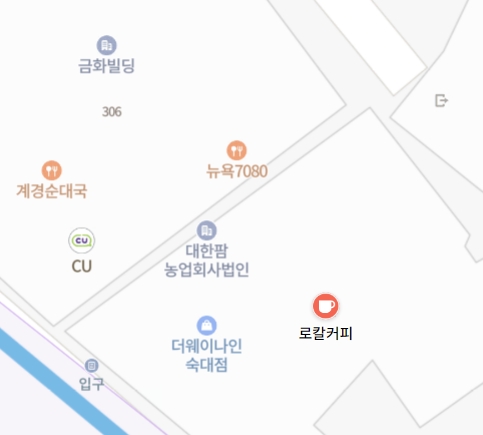 금화빌딩
306
뉴욕7080
계경순대국
CU
CU
대한팜
농업회사법인
로칼커피
더웨이나인
숙대점
입구